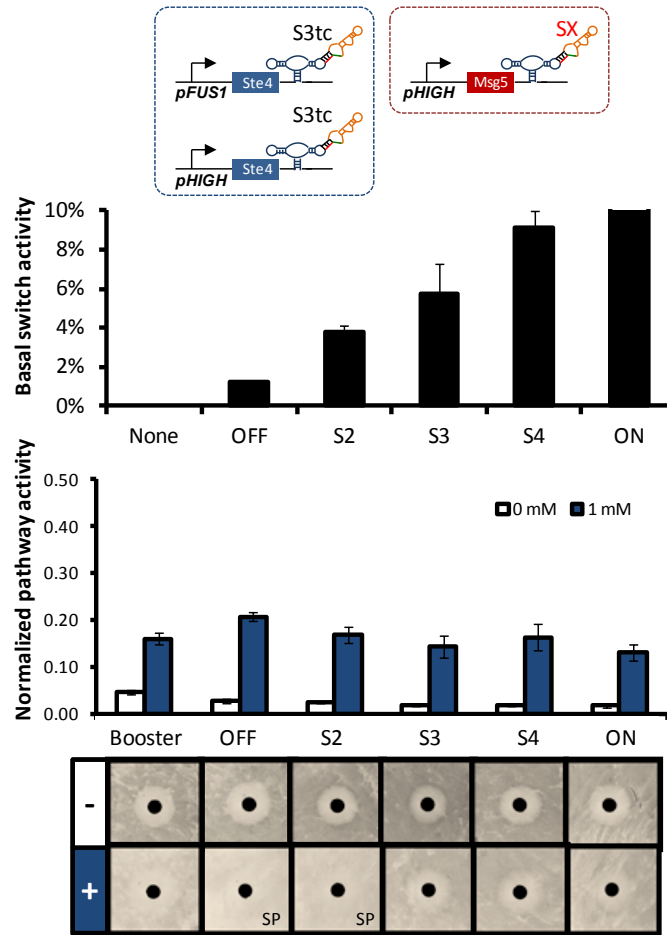 S3tc
pFUS1
Ste4
S3tc
pHIGH
Ste4
SX
pHIGH
Msg5
Basal switch activity
10%
8%
6%
4%
2%
0%
None OFF S2 S3 S4 ON
Normalized pathway activity
0.50
0.40
0.30
0.20
0.10
0.00
0 mM 1 mM
Booster OFF S2 S3 S4 ON
-
+
SP SP